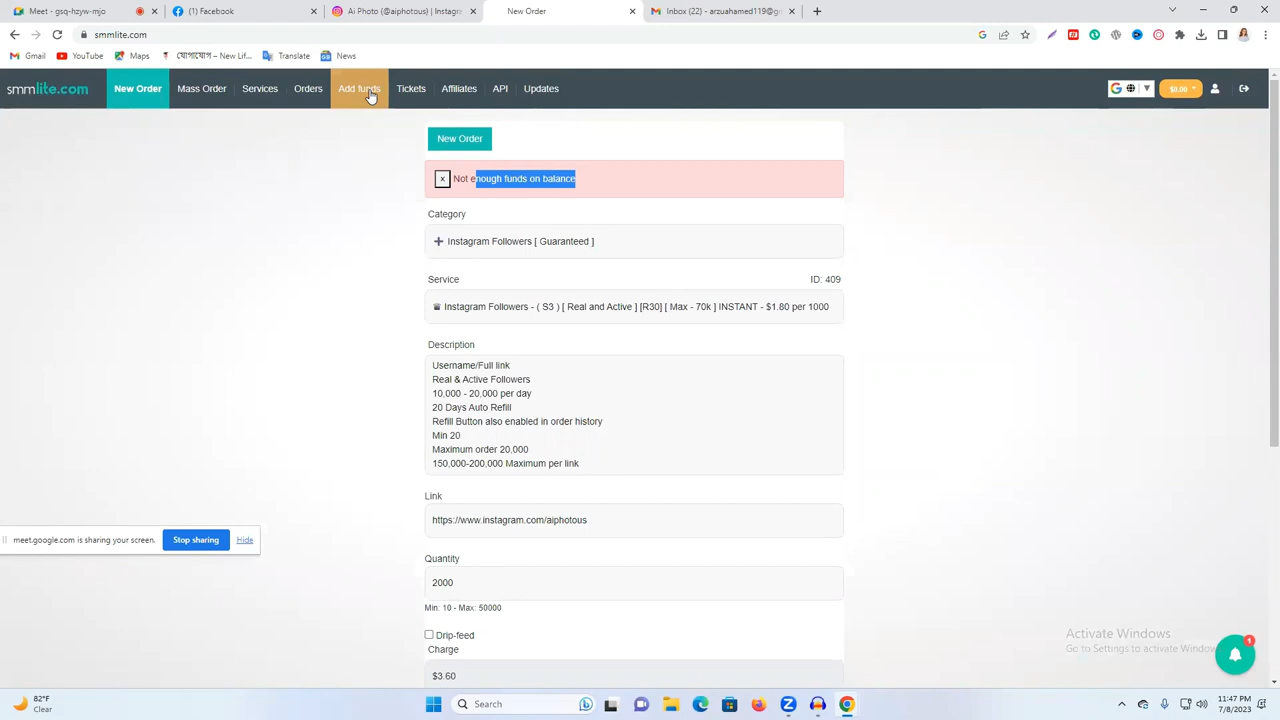 Meet - gsq-hzyw-mjo
Facebook
Ai Photo (@aiphotous) | Instagr
New Order
Inbox (2) - arzuahamed119@gm
smmlite.com
Gmail
YouTube
Maps
যোগাযোগ – New Lif...
Translate
News
smmlite.com
New Order
Mass Order
Services
Orders
Add funds
Tickets
Affiliates
API
Updates
$0.00
New Order
x Not enough funds on balance
Category
Instagram Followers [ Guaranteed ]
Service ID: 409
Instagram Followers - ( S3 ) [ Real and Active ] [R30] [ Max - 70k ] INSTANT - $1.80 per 1000
Description
Username/Full link
Real & Active Followers
10,000 - 20,000 per day
20 Days Auto Refill
Refill Button also enabled in order history
Min 20
Maximum order 20,000
150,000-200,000 Maximum per link
Link
https://www.instagram.com/aiphotous
meet.google.com is sharing your screen. Stop sharing Hide
Quantity
2000
Min: 10 - Max: 50000
Drip-feed
Charge
$3.60
Activate Windows
Go to Settings to activate Window
1
82°F
Clear
Search
11:47 PM
7/8/2023